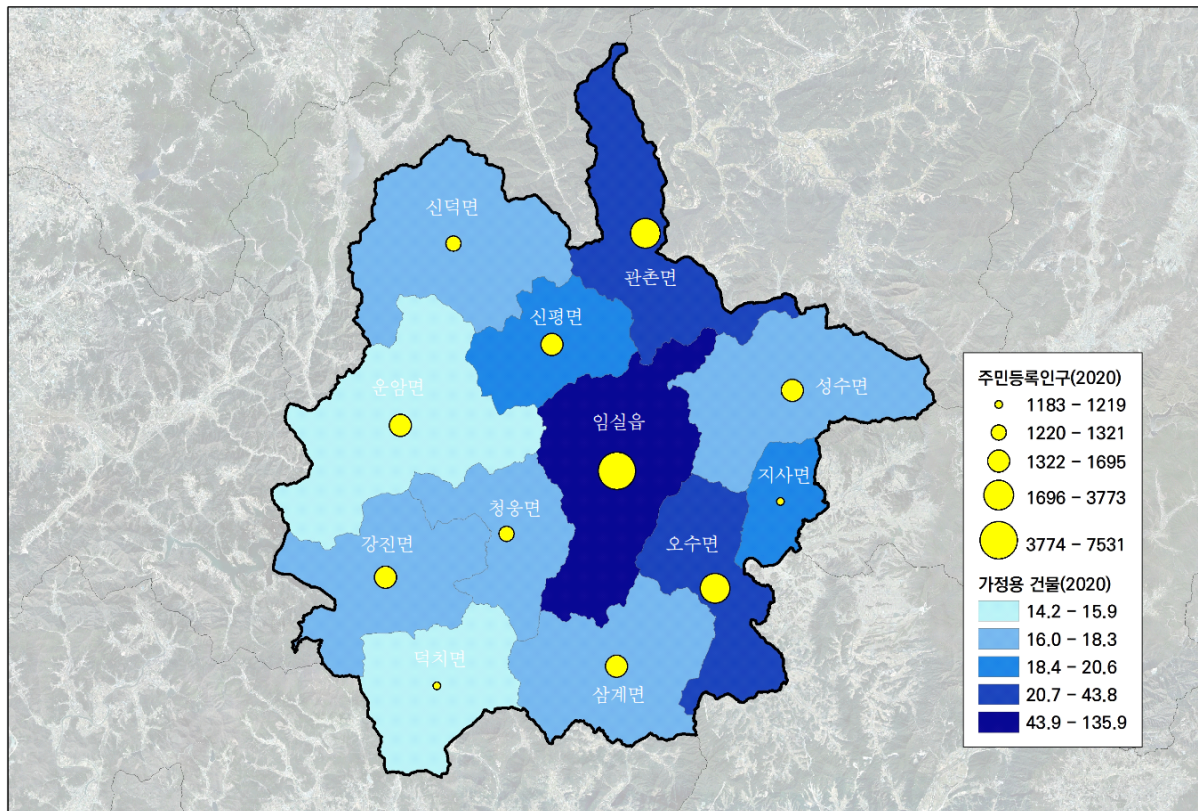 신덕면
관촌면
신평면
운암면
성수면
임실읍
지사면
청웅면
오수면
강진면
덕치면
삼계면
주민등록인구(2020)
1183 - 1219
1220 - 1321
1322 - 1695
1696 - 3773
3774 - 7531
가정용 건물(2020)
14.2 - 15.9
16.0 - 18.3
18.4 - 20.6
20.7 - 43.8
43.9 - 135.9